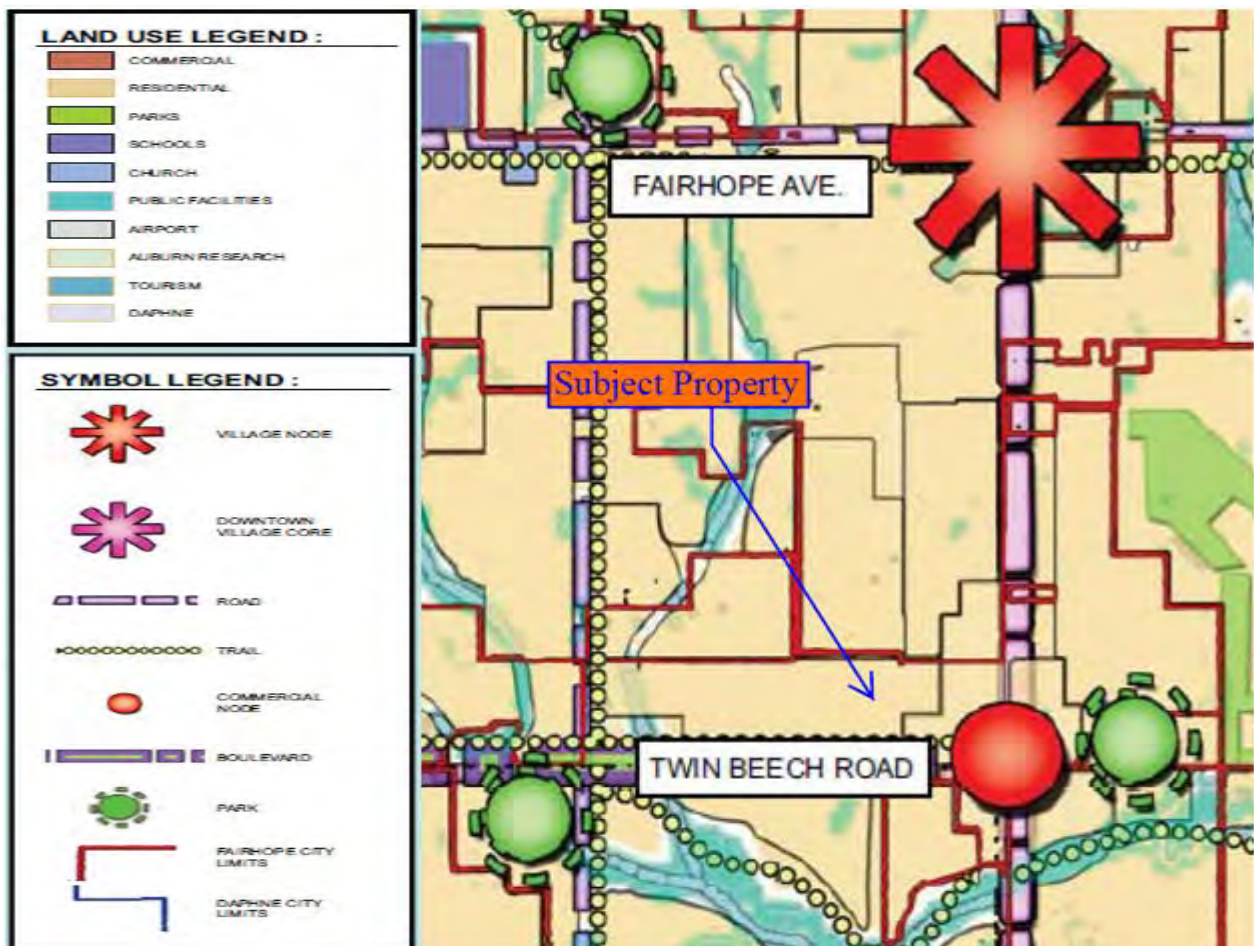 LAND USE LEGEND :
COMMERCIAL
RESIDENTIAL
PARKS
SCHOOLS
CHURCH
PUBLIC FACILITIES
AIRPORT
AUBURN RESEARCH
TOURISM
DAPHNE
SYMBOL LEGEND :
VILLAGE NODE
DOWNTOWN
VILLAGE CORE
ROAD
TRAIL
COMMERCIAL
NODE
BOULEVARD
PARK
FAIRHOPE CITY
LIMITS
DAPHNE CITY
LIMITS
FAIRHOPE AVE.
Subject Property
TWIN BEECH ROAD